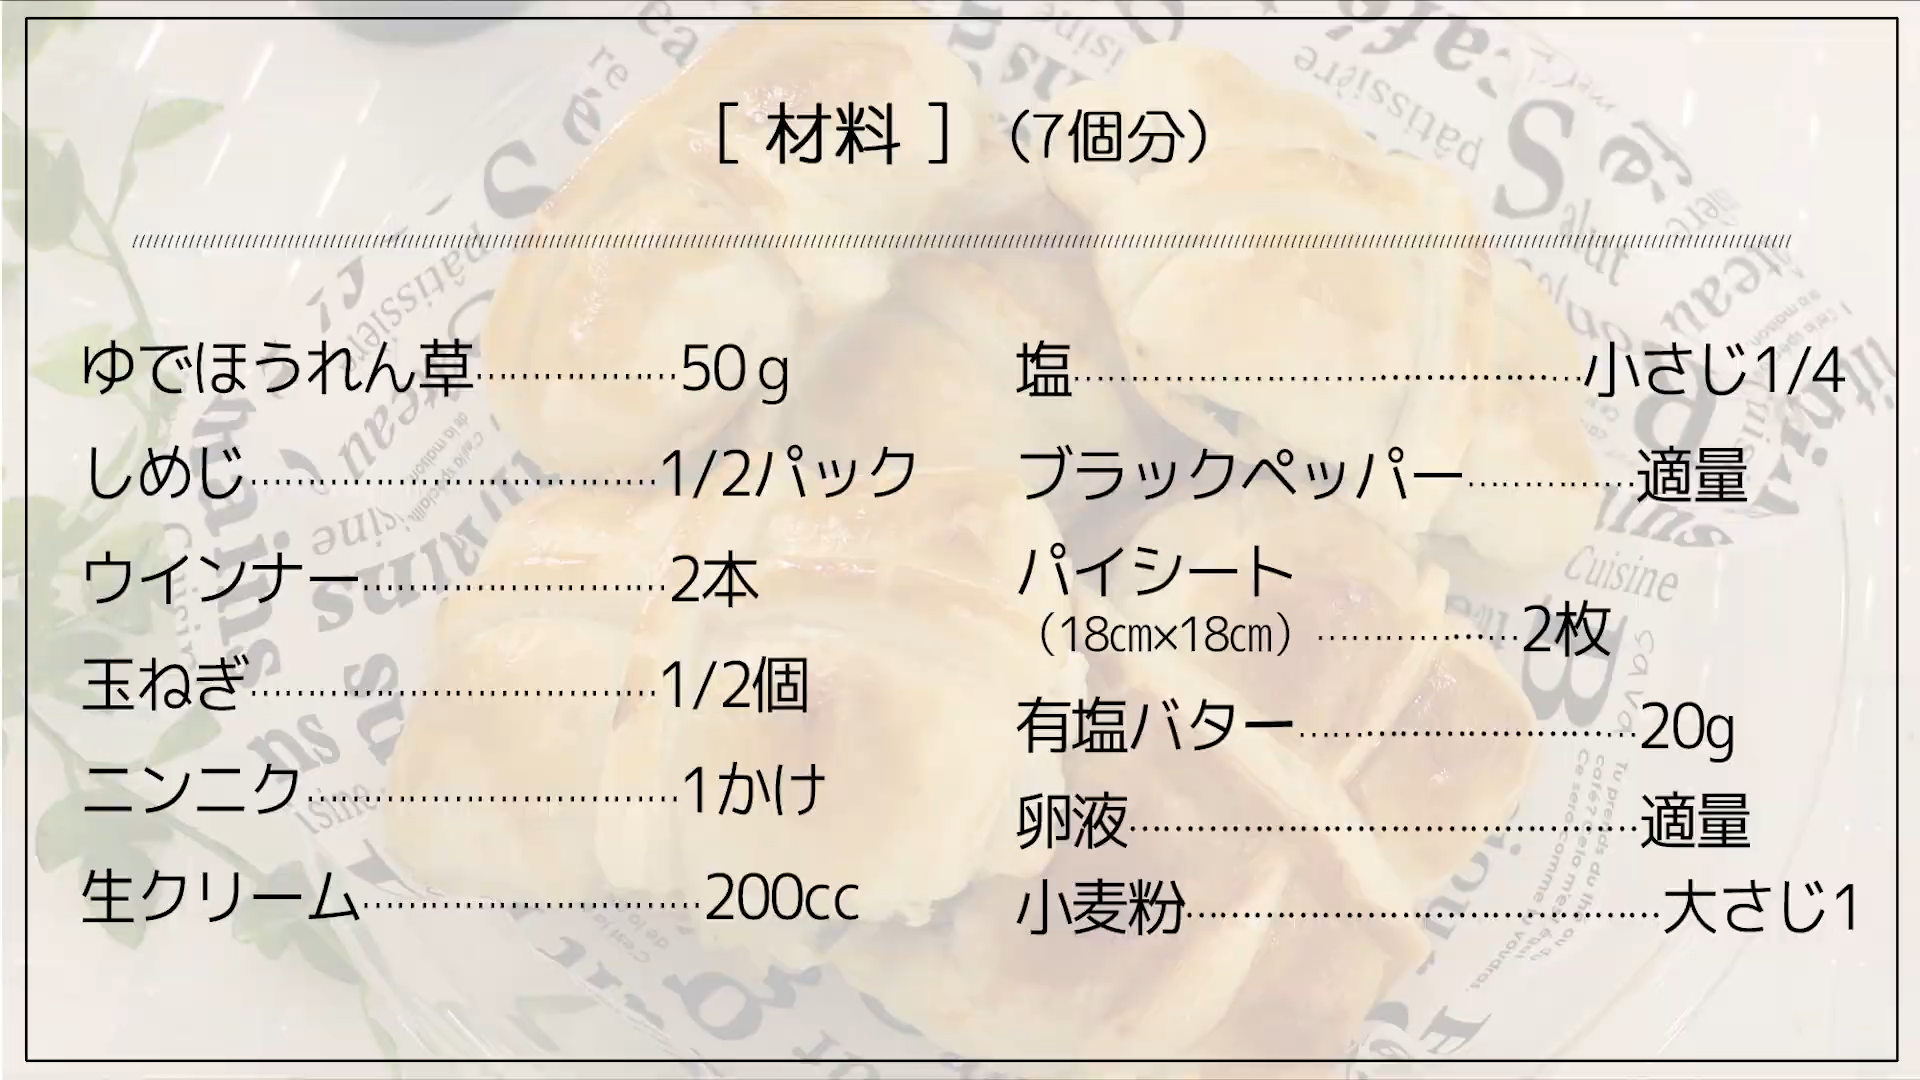 [ 材料 ] (7個分)
ゆでほうれん草…………………50g
しめじ…………………………………1/2パック
ウインナー…………………………2本
玉ねぎ…………………………………1/2個
ニンニク………………………………1かけ
生クリーム……………………………200cc
塩…………………………………………小さじ1/4
ブラックペッパー……………適量
パイシート
(18㎝×18㎝) …………………2枚
有塩バター……………………………20g
卵液…………………………………………適量
小麦粉………………………………………大さじ1
Salut
Cuisine
pâtissière